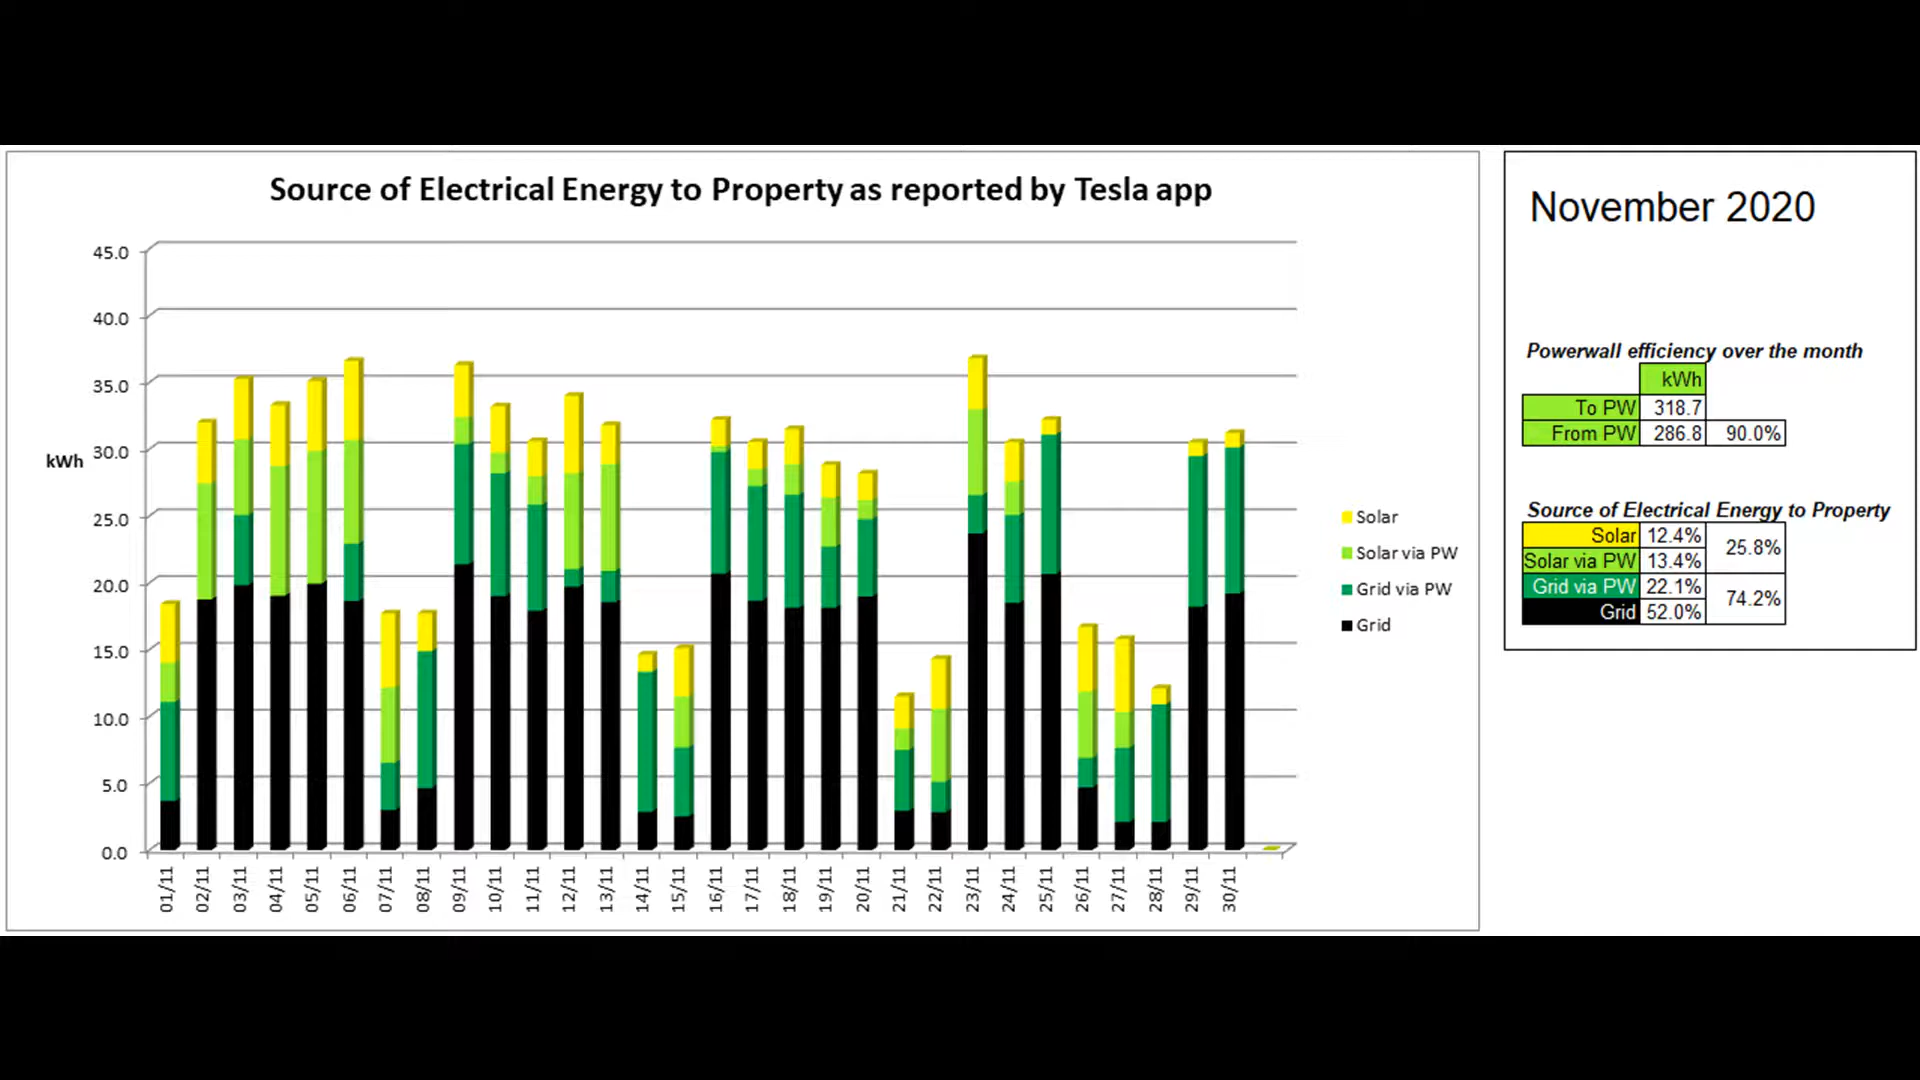 Source of Electrical Energy to Property as reported by Tesla app
45.0
40.0
35.0
30.0
25.0
20.0
15.0
10.0
5.0
0.0
kWh
01/11
02/11
03/11
04/11
05/11
06/11
07/11
08/11
09/11
10/11
11/11
12/11
13/11
14/11
15/11
16/11
17/11
18/11
19/11
20/11
21/11
22/11
23/11
24/11
25/11
26/11
27/11
28/11
29/11
30/11
Solar
Solar via PW
Grid via PW
Grid
November 2020
Powerwall efficiency over the month
kWh
To PW 318.7
From PW 286.8 90.0%
Source of Electrical Energy to Property
Solar 12.4%
25.8%
Solar via PW 13.4%
Grid via PW 22.1%
74.2%
Grid 52.0%